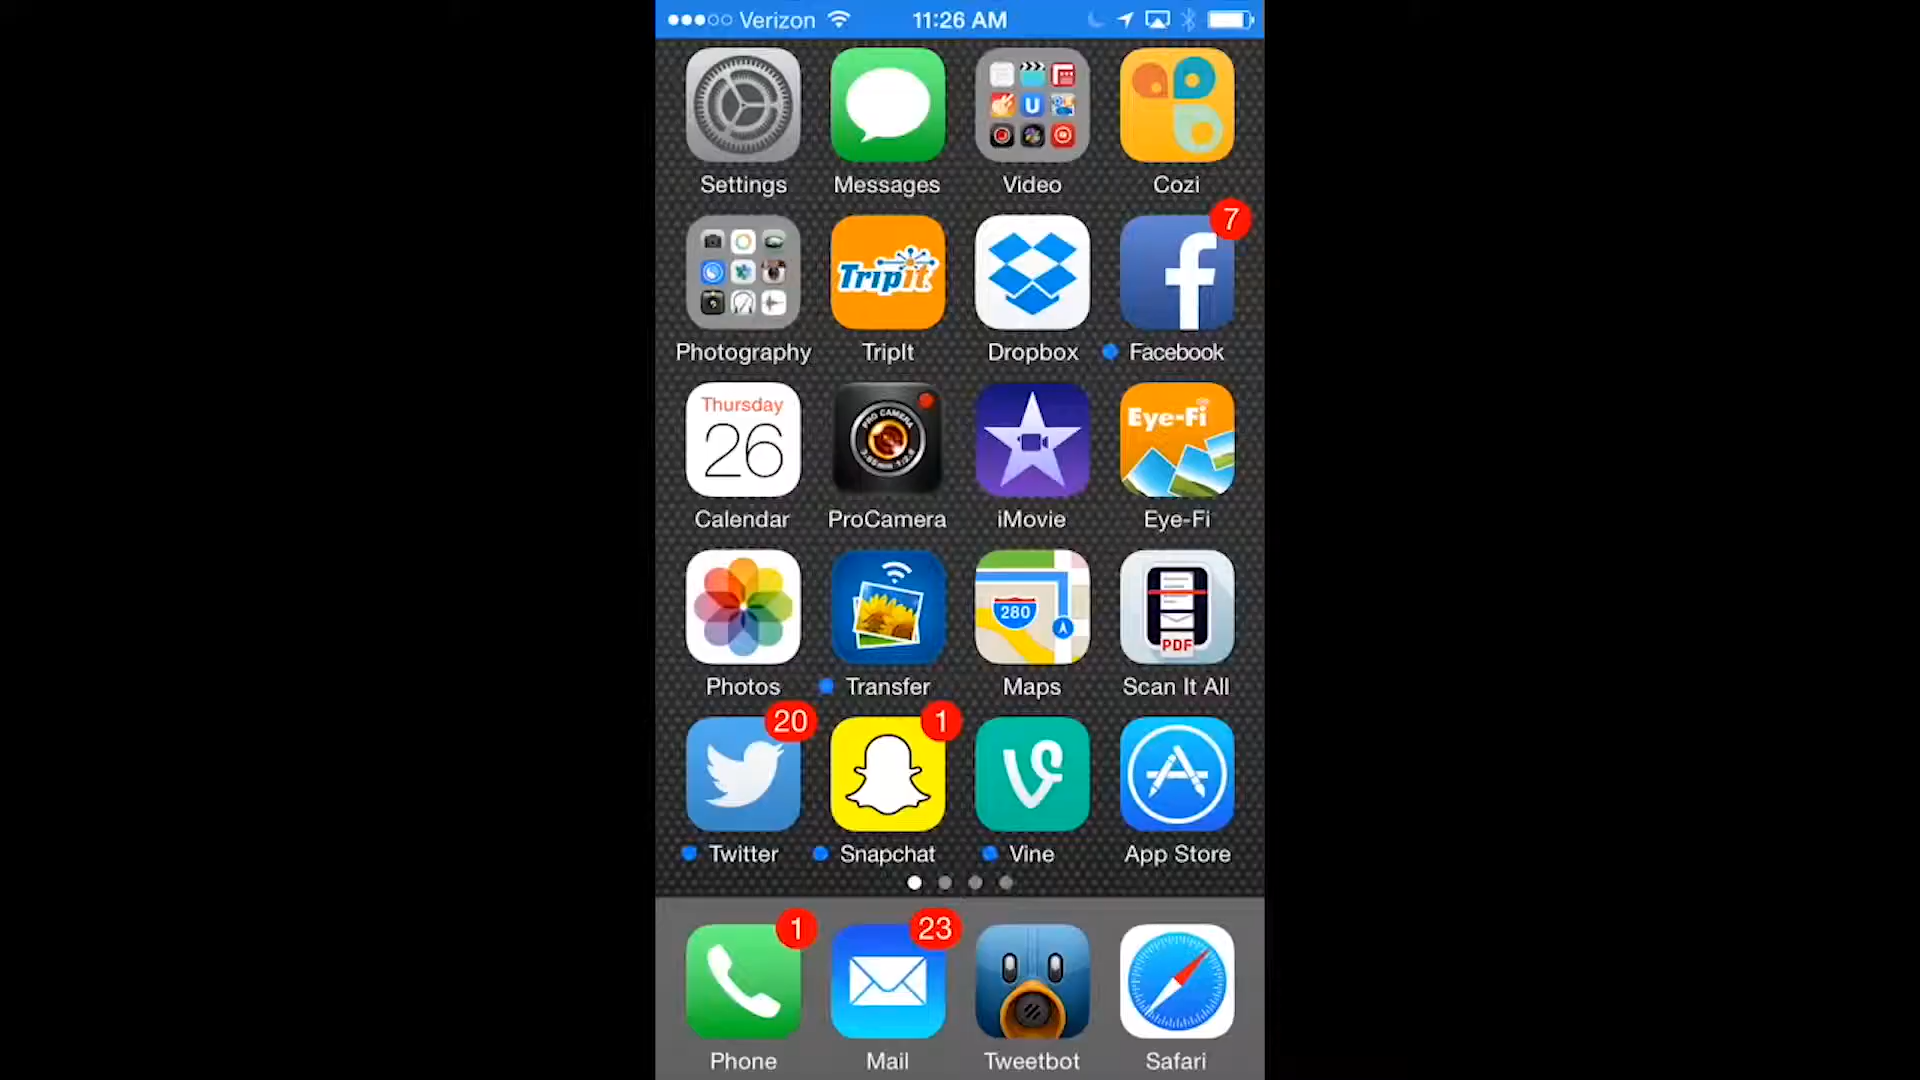 Verizon 11:26 AM
Settings Messages Video Cozi
7
TripIt
f
Photography TripIt Dropbox Facebook
Thursday
26
PRO CAMERA
Eye-Fi
Calendar ProCamera iMovie Eye-Fi
280
PDF
Photos Transfer Maps Scan It All
20 1
Twitter Snapchat Vine App Store
1 23
Phone Mail Tweetbot Safari